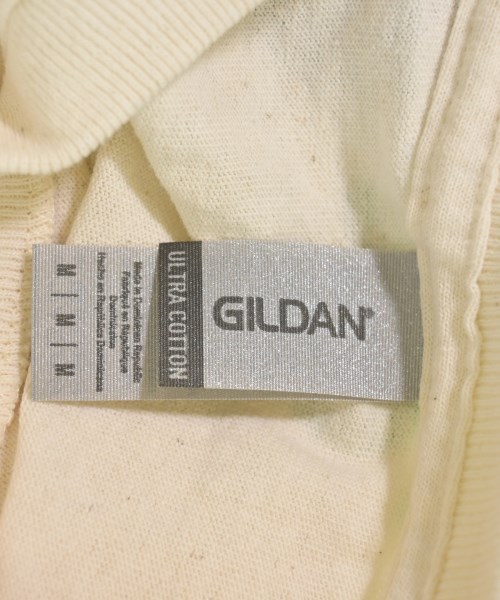 GILDAN®
ULTRA COTTON
Made in Dominican Republic
Fabriqué en République
Dominicaine
Hecho en República Dominicana
M | M | M